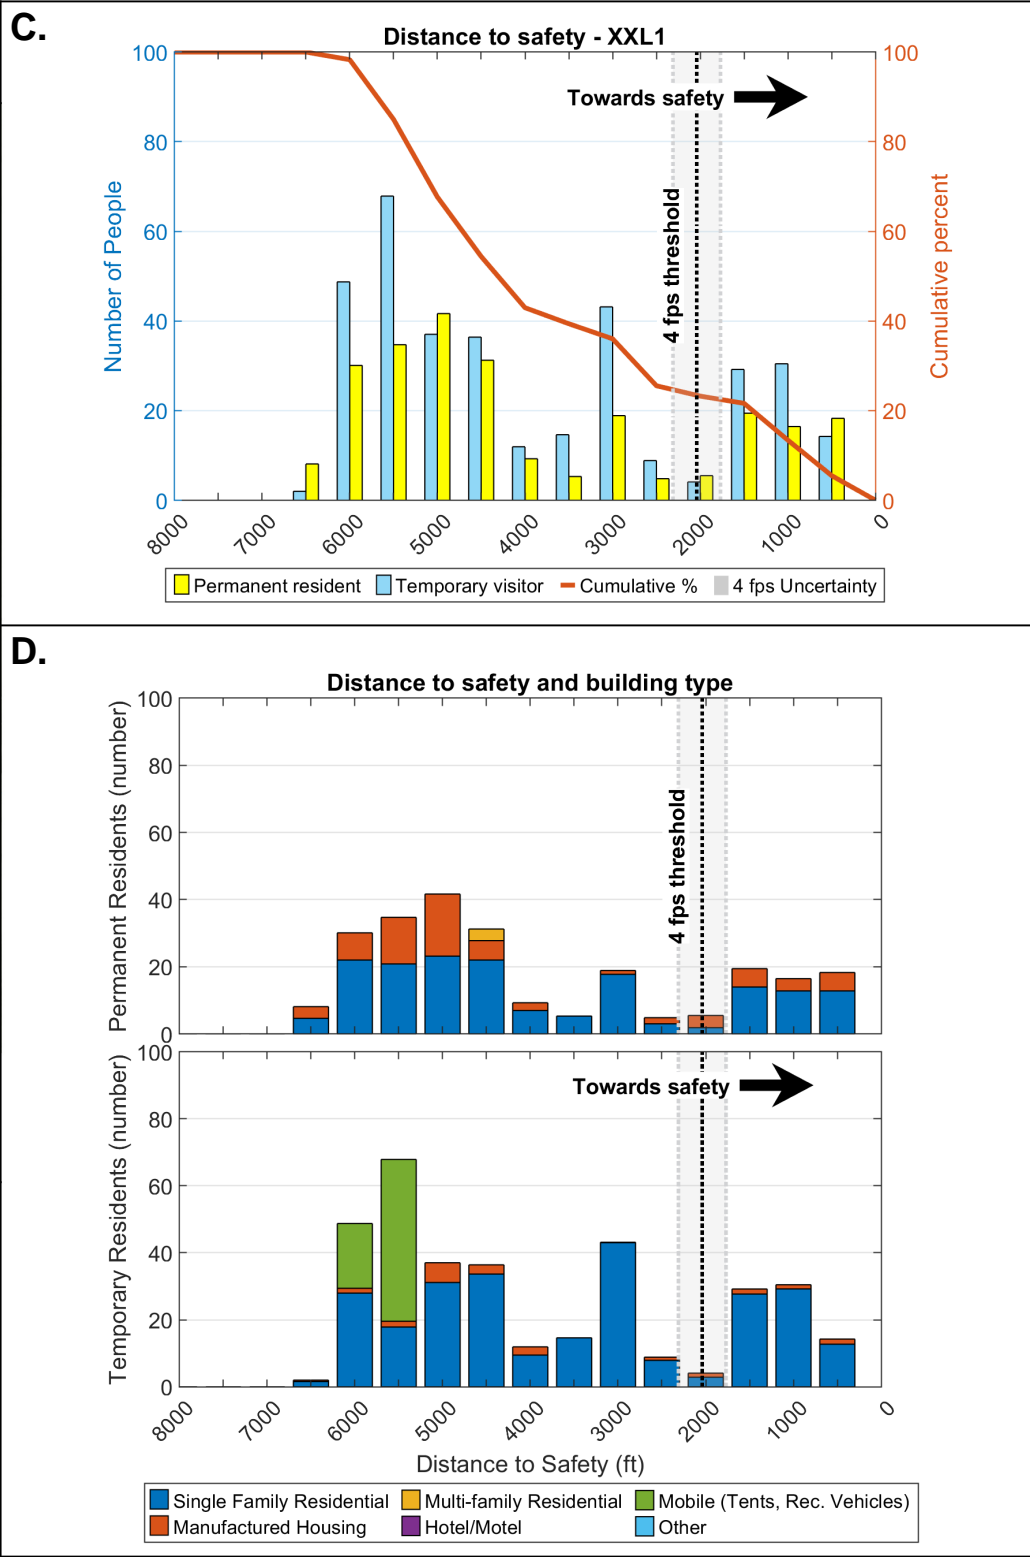 C.
Distance to safety - XXL1
100
80
60
40
20
0
Number of People
100
80
60
40
20
0
Cumulative percent
Towards safety
4 fps threshold
8000 7000 6000 5000 4000 3000 2000 1000 0
Permanent resident Temporary visitor Cumulative % 4 fps Uncertainty
D.
Distance to safety and building type
100
80
60
40
20
0
Permanent Residents (number)
4 fps threshold
100
80
60
40
20
0
Temporary Residents (number)
Towards safety
8000 7000 6000 5000 4000 3000 2000 1000 0
Distance to Safety (ft)
Single Family Residential Multi-family Residential Mobile (Tents, Rec. Vehicles)
Manufactured Housing Hotel/Motel Other